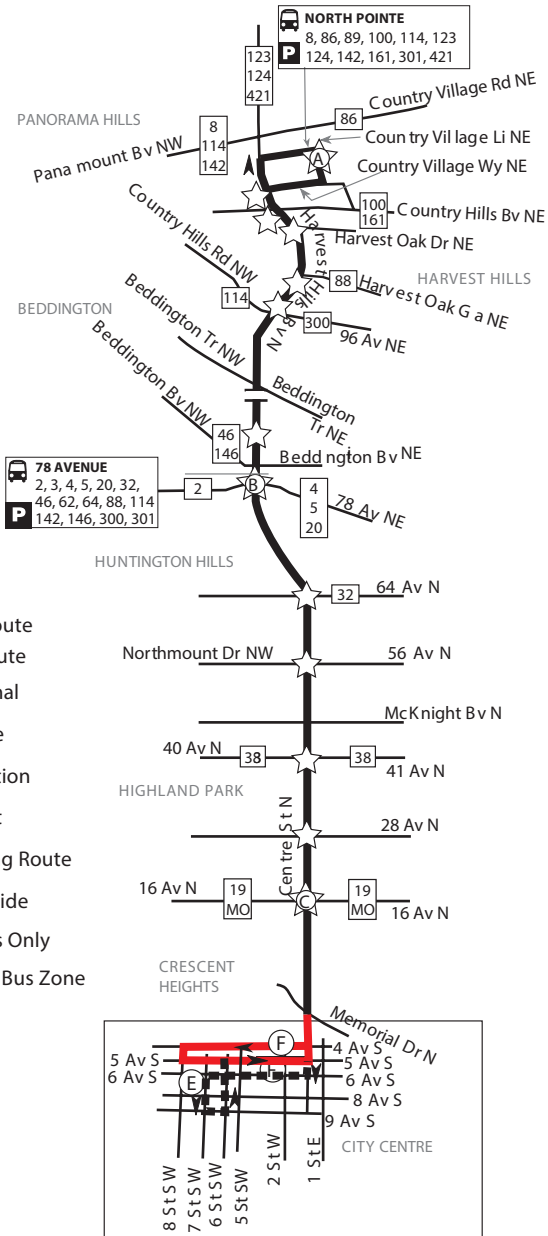 NORTH POINTE
8, 86, 89, 100, 114, 123
P
124, 142, 161, 301, 421
123
124
421
PANORAMA HILLS
8
114
142
86
Country Village Rd NE
Pana mount Bv NW
Coun try Vil lage Li NE
A
Country Village Wy NE
Country Hills Rd NW
100
161
Country Hills Bv NE
Harvest Oak Dr NE
Harvest Hills Bv N
HARVEST HILLS
114
88
Harvest Oak G a NE
BEDDINGTON
Beddington Tr NW
300
96 Av NE
Beddington Bv NW
Beddington
Tr NE
46
146
Bedd ington Bv NE
78 AVENUE
2, 3, 4, 5, 20, 32,
46, 62, 64, 88, 114
P
142, 146, 300, 301
2
B
4
5
20
78 Av NE
HUNTINGTON HILLS
32
64 Av N
oute
ute
Northmount Dr NW
56 Av N
nal
McKnight Bv N
e
40 Av N
38
38
41 Av N
tion
HIGHLAND PARK
t
28 Av N
Centre St N
g Route
16 Av N
19
MO
C
19
MO
16 Av N
ide
s Only
Bus Zone
CRESCENT
HEIGHTS
Memorial Dr N
F
4 Av S
5 Av S
5 Av S
6 Av S
E
6 Av S
8 Av S
9 Av S
CITY CENTRE
8 St SW
7 St SW
6 St SW
5 St SW
2 St W
1 St E